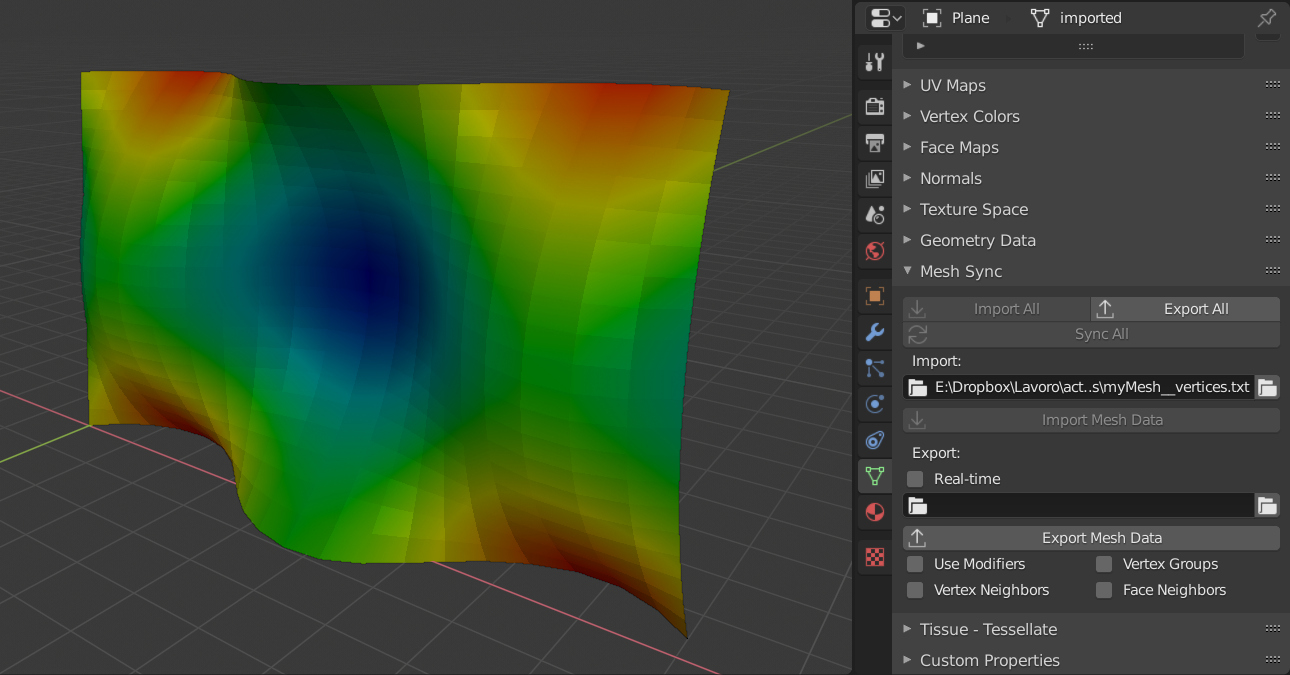 Plane imported
UV Maps
Vertex Colors
Face Maps
Normals
Texture Space
Geometry Data
Mesh Sync
Import All Export All
Sync All
Import:
E:\Dropbox\Lavoro\act..s\myMesh__vertices.txt
Import Mesh Data
Export:
Real-time
Export Mesh Data
Use Modifiers Vertex Groups
Vertex Neighbors Face Neighbors
Tissue - Tessellate
Custom Properties